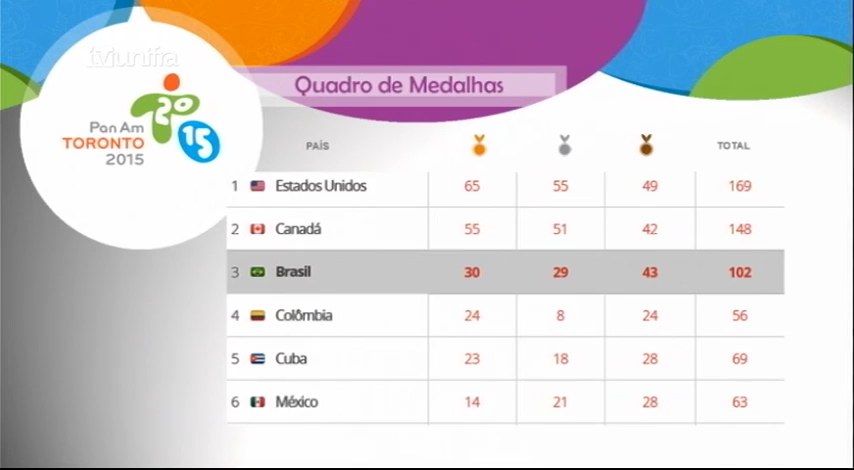 tviunifra
Quadro de Medalhas
Pan Am
TORONTO
2015
2015
PAÍS TOTAL
1 Estados Unidos 65 55 49 169
2 Canadá 55 51 42 148
3 Brasil 30 29 43 102
4 Colômbia 24 8 24 56
5 Cuba 23 18 28 69
6 México 14 21 28 63